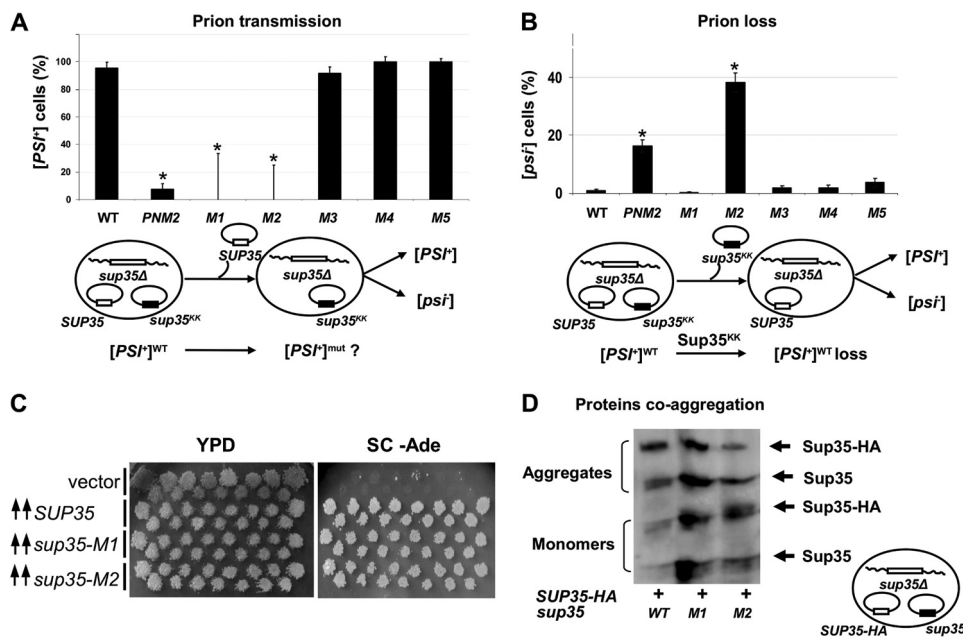 A
Prion transmission
[PSI⁺] cells (%)
100
80
60
40
20
0
WT PNM2 M1 M2 M3 M4 M5
* * *
sup35Δ
SUP35 sup35ᴷᴷ
SUP35
sup35Δ
sup35ᴷᴷ
[PSI⁺]
[psi⁻]
[PSI⁺]ᵂᵀ [PSI⁺]ᵐᵘᵗ ?
B
Prion loss
[psi⁻] cells (%)
40
20
0
WT PNM2 M1 M2 M3 M4 M5
* *
sup35Δ
SUP35 sup35ᴷᴷ
sup35ᴷᴷ
sup35Δ
SUP35
[PSI⁺]
[psi⁻]
[PSI⁺]ᵂᵀ Sup35ᴷᴷ [PSI⁺]ᵂᵀ loss
C
YPD SC -Ade
vector
SUP35
sup35-M1
sup35-M2
D
Proteins co-aggregation
Aggregates
Monomers
Sup35-HA
Sup35
Sup35-HA
Sup35
SUP35-HA + + +
sup35 WT M1 M2
sup35Δ
SUP35-HA sup35